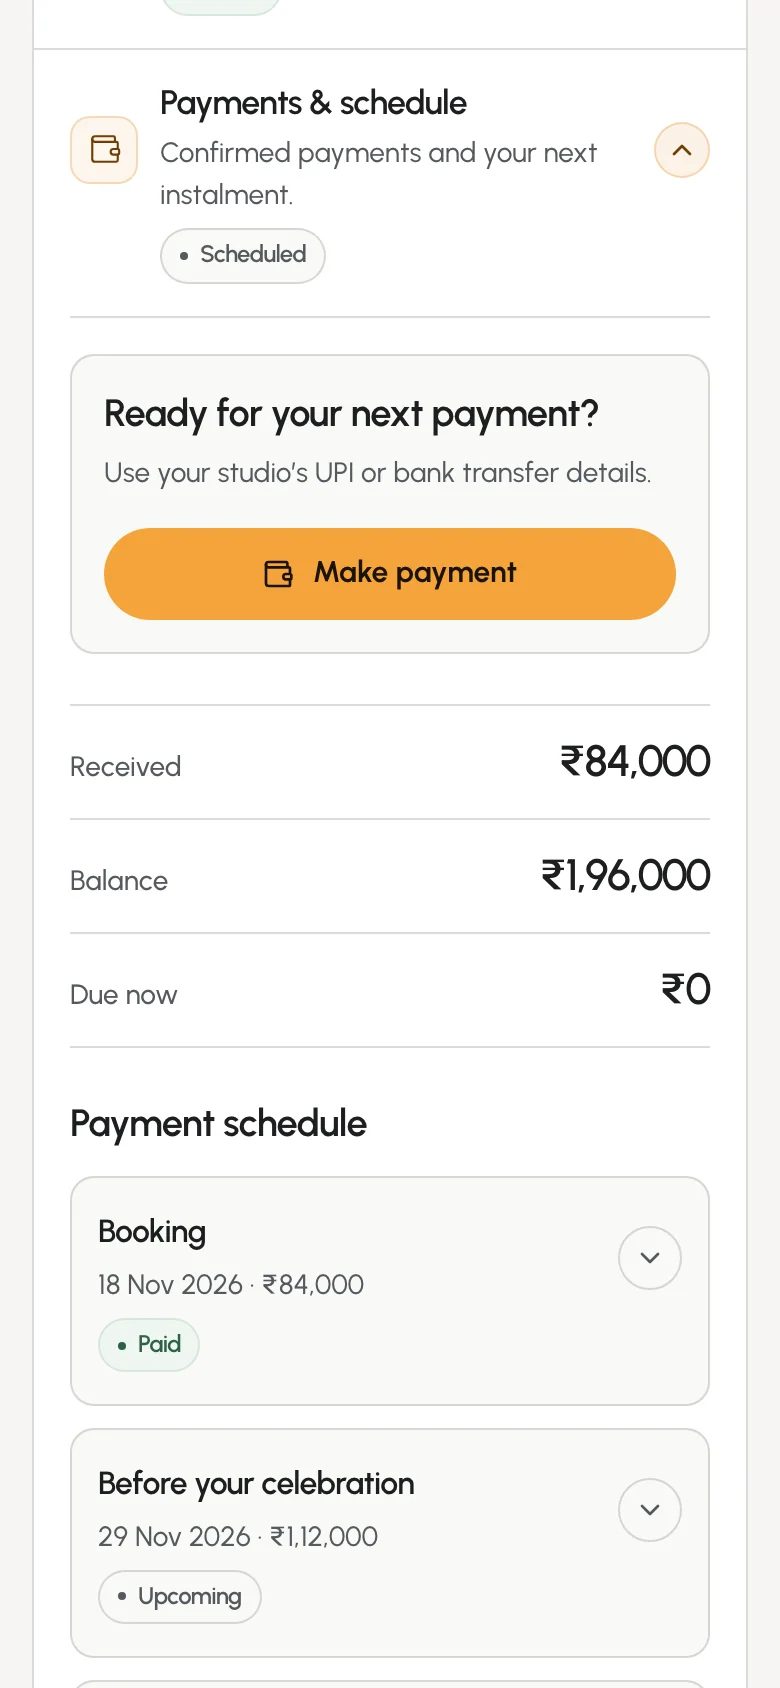 Payments & schedule
Confirmed payments and your next
instalment.
Scheduled
Ready for your next payment?
Use your studio’s UPI or bank transfer details.
Make payment
Received
₹84,000
Balance
₹1,96,000
Due now
₹0
Payment schedule
Booking
18 Nov 2026 · ₹84,000
Paid
Before your celebration
29 Nov 2026 · ₹1,12,000
Upcoming